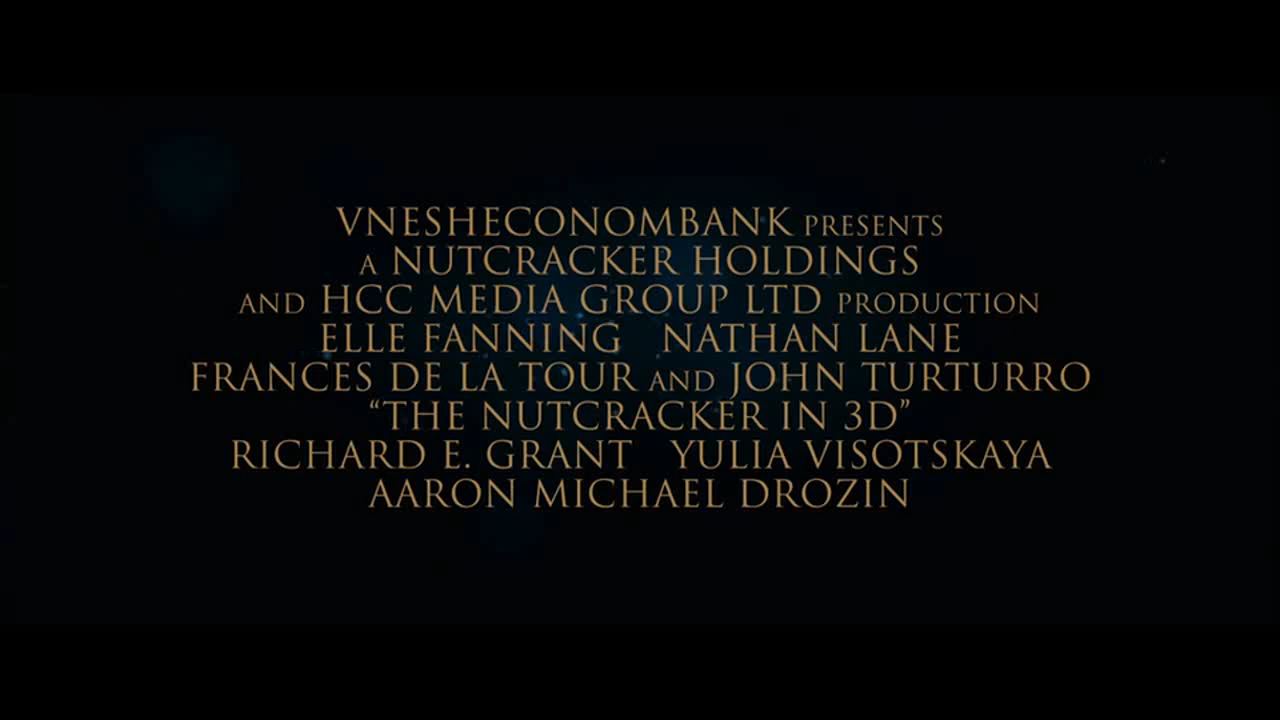 VNESHECONOMBANK PRESENTS
A NUTCRACKER HOLDINGS
AND HCC MEDIA GROUP LTD PRODUCTION
ELLE FANNING NATHAN LANE
FRANCES DE LA TOUR AND JOHN TURTURRO
“THE NUTCRACKER IN 3D”
RICHARD E. GRANT YULIA VISOTSKAYA
AARON MICHAEL DROZIN